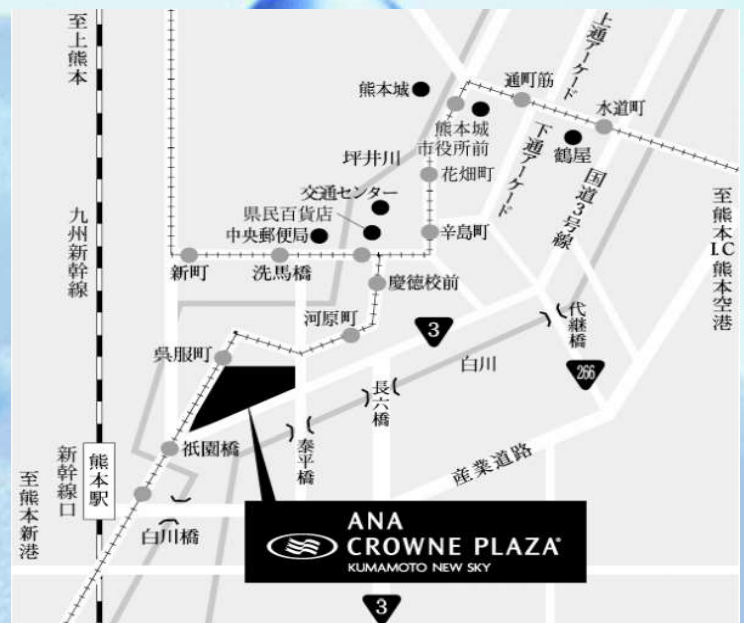 至上熊本
九州新幹線
新幹線口
熊本駅
至熊本新港
熊本城
熊本城
市役所前
通町筋
水道町
上通アーケード
下通アーケード
鶴屋
国道3号線
坪井川
花畑町
交通センター
県民百貨店
中央郵便局
辛島町
新町
洗馬橋
慶徳校前
至熊本I.C
熊本空港
河原町
3
代継橋
呉服町
白川
266
長六橋
祇園橋
泰平橋
産業道路
白川橋
ANA
CROWNE PLAZA®
KUMAMOTO NEW SKY
3